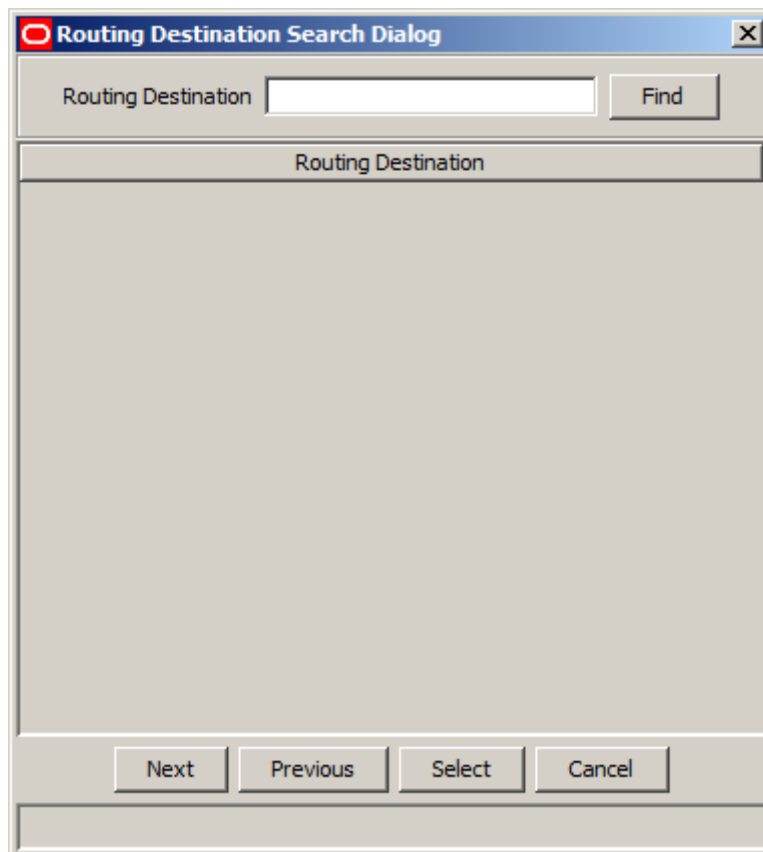 Routing Destination Search Dialog
Routing Destination Find
Routing Destination
Next Previous Select Cancel